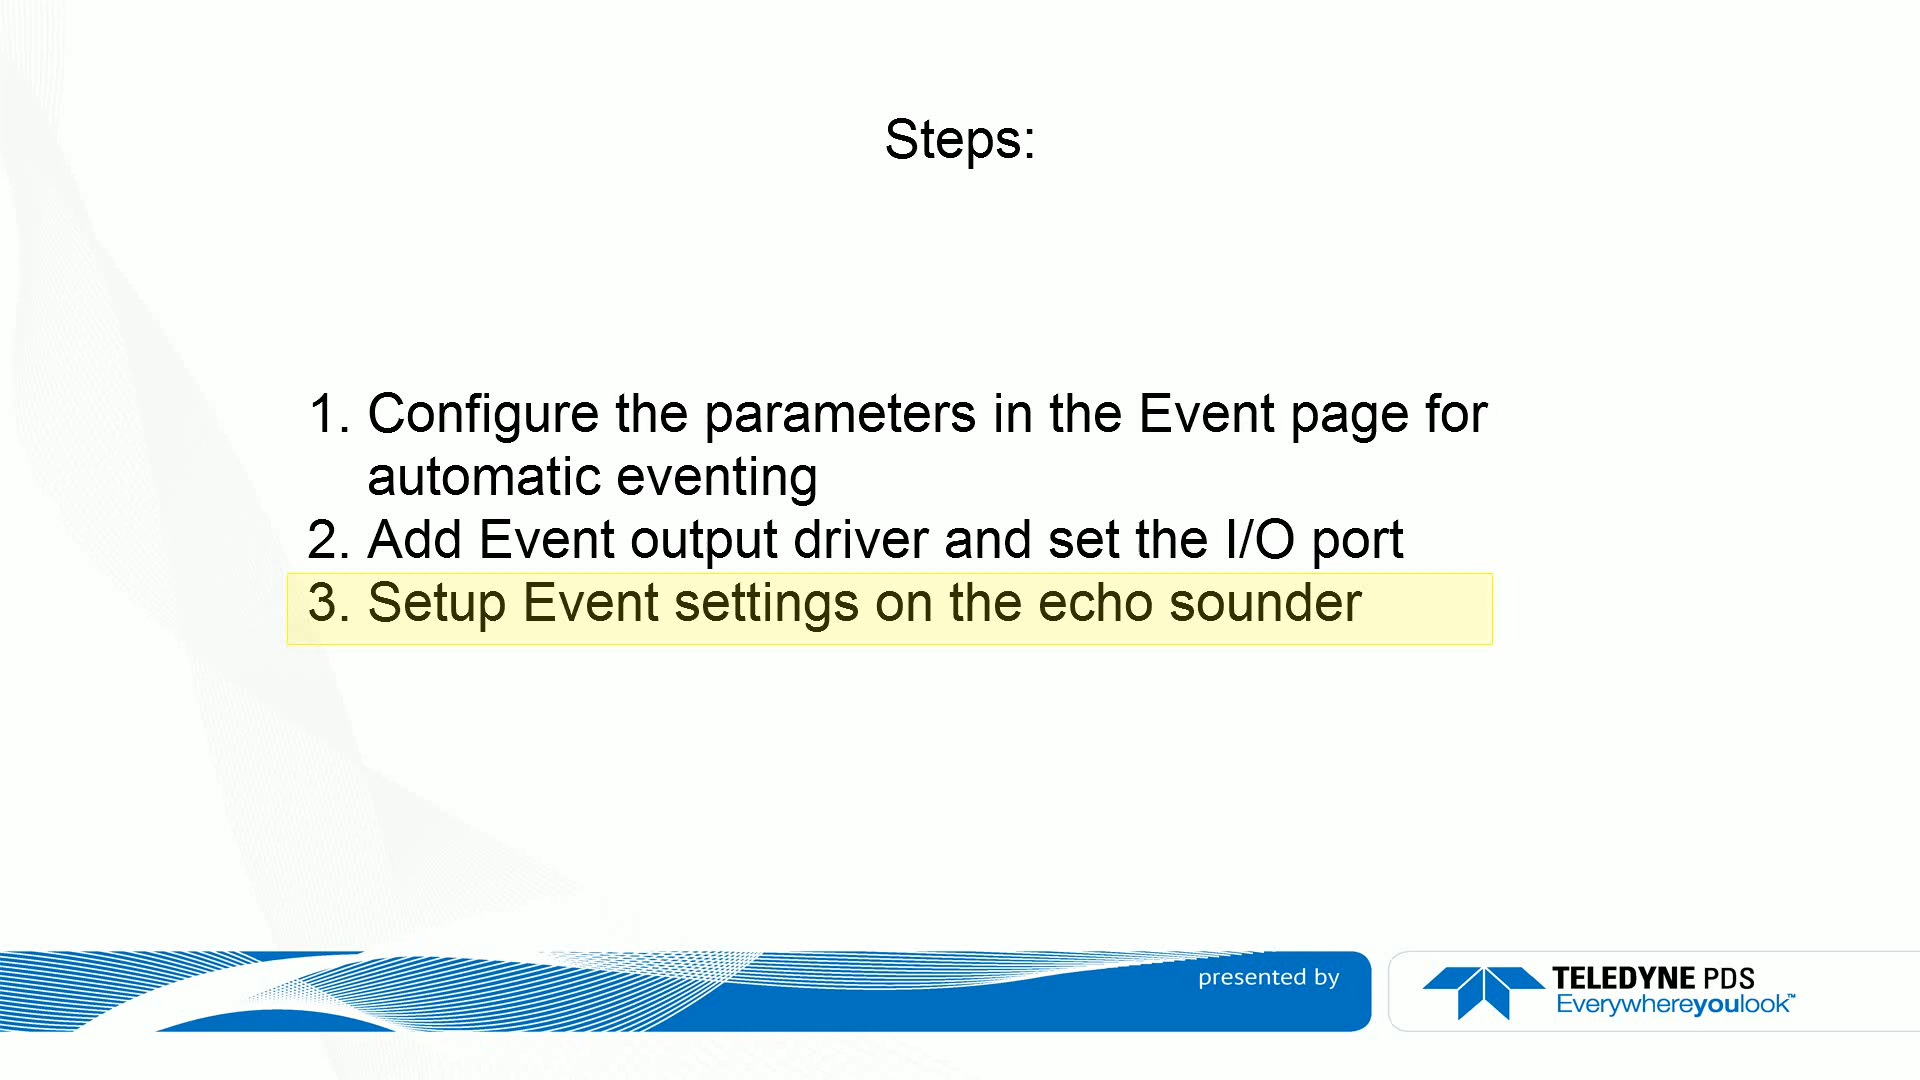 Steps:
1. Configure the parameters in the Event page for
automatic eventing
2. Add Event output driver and set the I/O port
3. Setup Event settings on the echo sounder
presented by
TELEDYNE PDS
Everywhereyoulook™